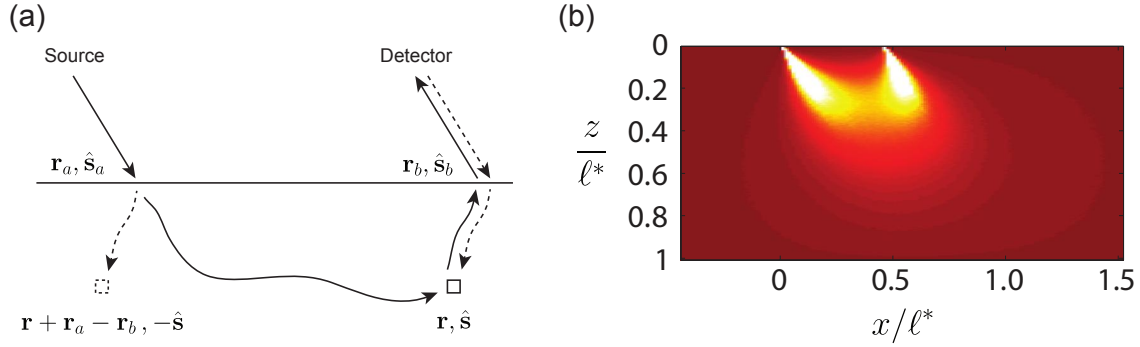 (a)
Source
Detector
r_a, ŝ_a
r_b, ŝ_b
r + r_a − r_b , −ŝ
r, ŝ
(b)
0
0.2
0.4
0.6
0.8
1
z/ℓ*
0
0.5
1.0
1.5
x/ℓ*